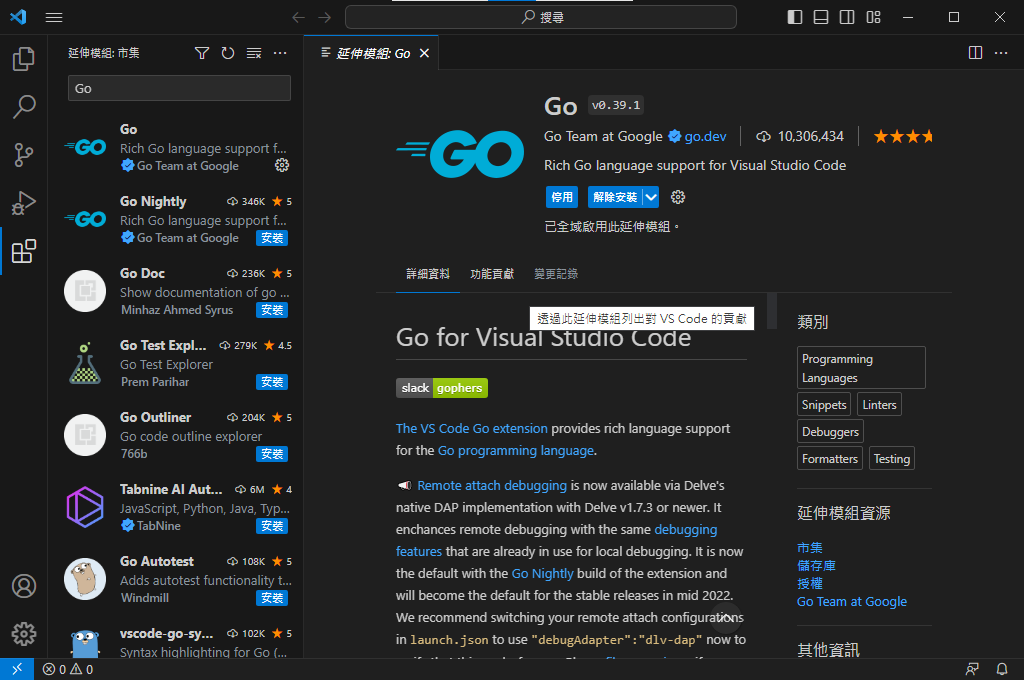 搜尋
延伸模組: 市集
Go
Go
Rich Go language support f...
Go Team at Google
Go Nightly 346K ★ 5
Rich Go language support f...
Go Team at Google 安裝
Go Doc 236K ★ 5
Show documentation of go ...
Minhaz Ahmed Syrus 安裝
Go Test Expl... 279K ★ 4.5
Go Test Explorer
Prem Parihar 安裝
Go Outliner 204K ★ 5
Go code outline explorer
766b 安裝
Tabnine AI Aut... 6M ★ 4
JavaScript, Python, Java, Typ...
TabNine 安裝
Go Autotest 108K ★ 5
Adds autotest functionality t...
Windmill 安裝
vscode-go-sy... 102K ★ 5
Syntax highlighting for Go (...
延伸模組: Go
GO
Go v0.39.1
Go Team at Google go.dev 10,306,434
Rich Go language support for Visual Studio Code
停用 解除安裝
已全域啟用此延伸模組。
詳細資料 功能貢獻 變更記錄
透過此延伸模組列出對 VS Code 的貢獻
Go for Visual Studio Code
slack gophers
The VS Code Go extension provides rich language support
for the Go programming language.
Remote attach debugging is now available via Delve's
native DAP implementation with Delve v1.7.3 or newer. It
enchances remote debugging with the same debugging
features that are already in use for local debugging. It is now
the default with the Go Nightly build of the extension and
will become the default for the stable releases in mid 2022.
We recommend switching your remote attach configurations
in launch.json to use "debugAdapter":"dlv-dap" now to
類別
Programming
Languages
Snippets Linters
Debuggers
Formatters Testing
延伸模組資源
市集
儲存庫
授權
Go Team at Google
其他資訊
0 0